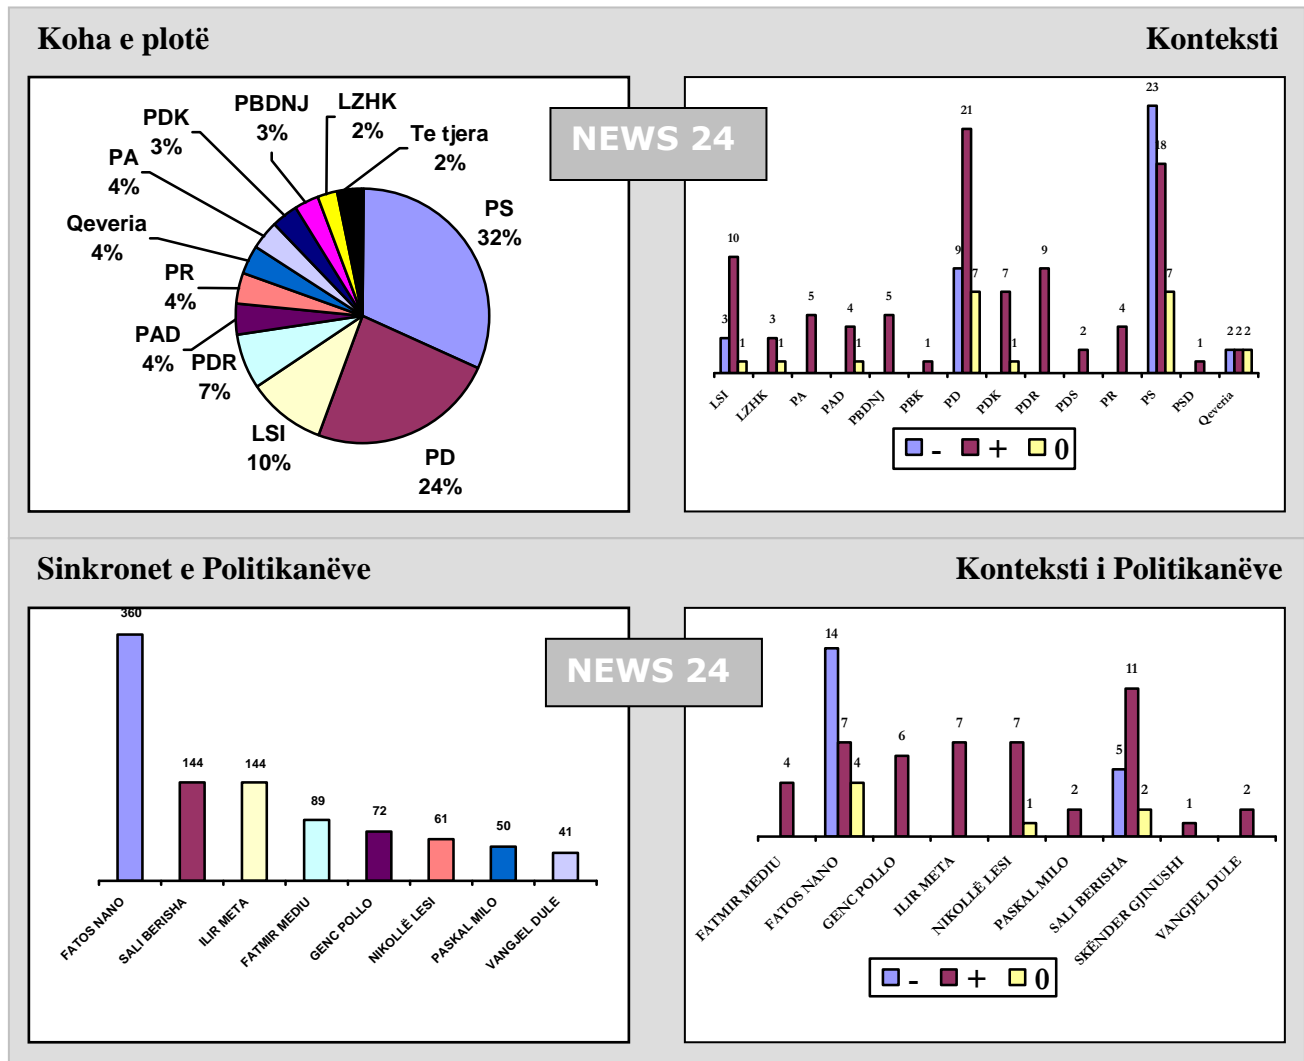 Koha e plotë
Konteksti
NEWS 24
PS
32%
PD
24%
LSI
10%
PDR
7%
PAD
4%
PR
4%
Qeveria
4%
PA
4%
PDK
3%
PBDNJ
3%
LZHK
2%
Te tjera
2%
3 10 1 3 1 5 4 1 5 1 9 21 7 7 1 9 2 4 23 18 7 1 2 2 2
LSI LZHK PA PAD PBDNJ PBK PD PDK PDR PDS PR PS PSD Qeveria
- + 0
Sinkronet e Politikanëve
Konteksti i Politikanëve
NEWS 24
360 144 144 89 72 61 50 41
FATOS NANO
SALI BERISHA
ILIR META
FATMIR MEDIU
GENC POLLO
NIKOLLË LESI
PASKAL MILO
VANGJEL DULE
4 14 7 4 6 7 7 1 2 5 11 2 1 2
FATMIR MEDIU
FATOS NANO
GENC POLLO
ILIR META
NIKOLLË LESI
PASKAL MILO
SALI BERISHA
SKËNDER GJINUSHI
VANGJEL DULE
- + 0